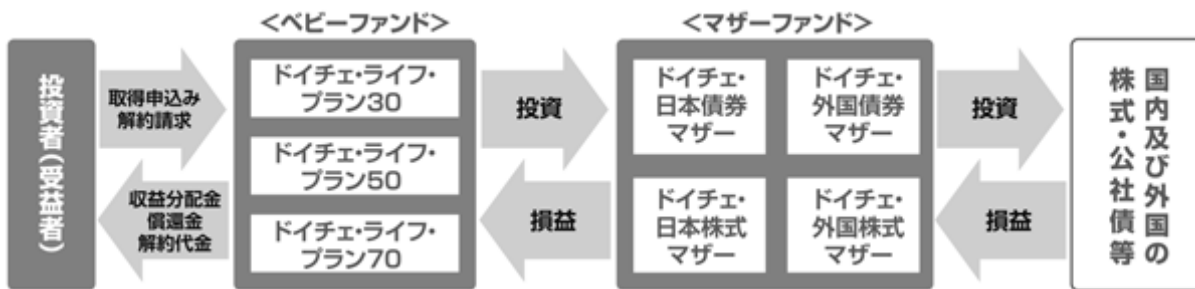 <ベビーファンド>
<マザーファンド>
投資者(受益者)
取得申込み
解約請求
収益分配金
償還金
解約代金
ドイチェ・ライフ・
プラン30
ドイチェ・ライフ・
プラン50
ドイチェ・ライフ・
プラン70
投資
損益
ドイチェ・
日本債券
マザー
ドイチェ・
外国債券
マザー
ドイチェ・
日本株式
マザー
ドイチェ・
外国株式
マザー
投資
損益
国内及び外国の
株式・公社債等